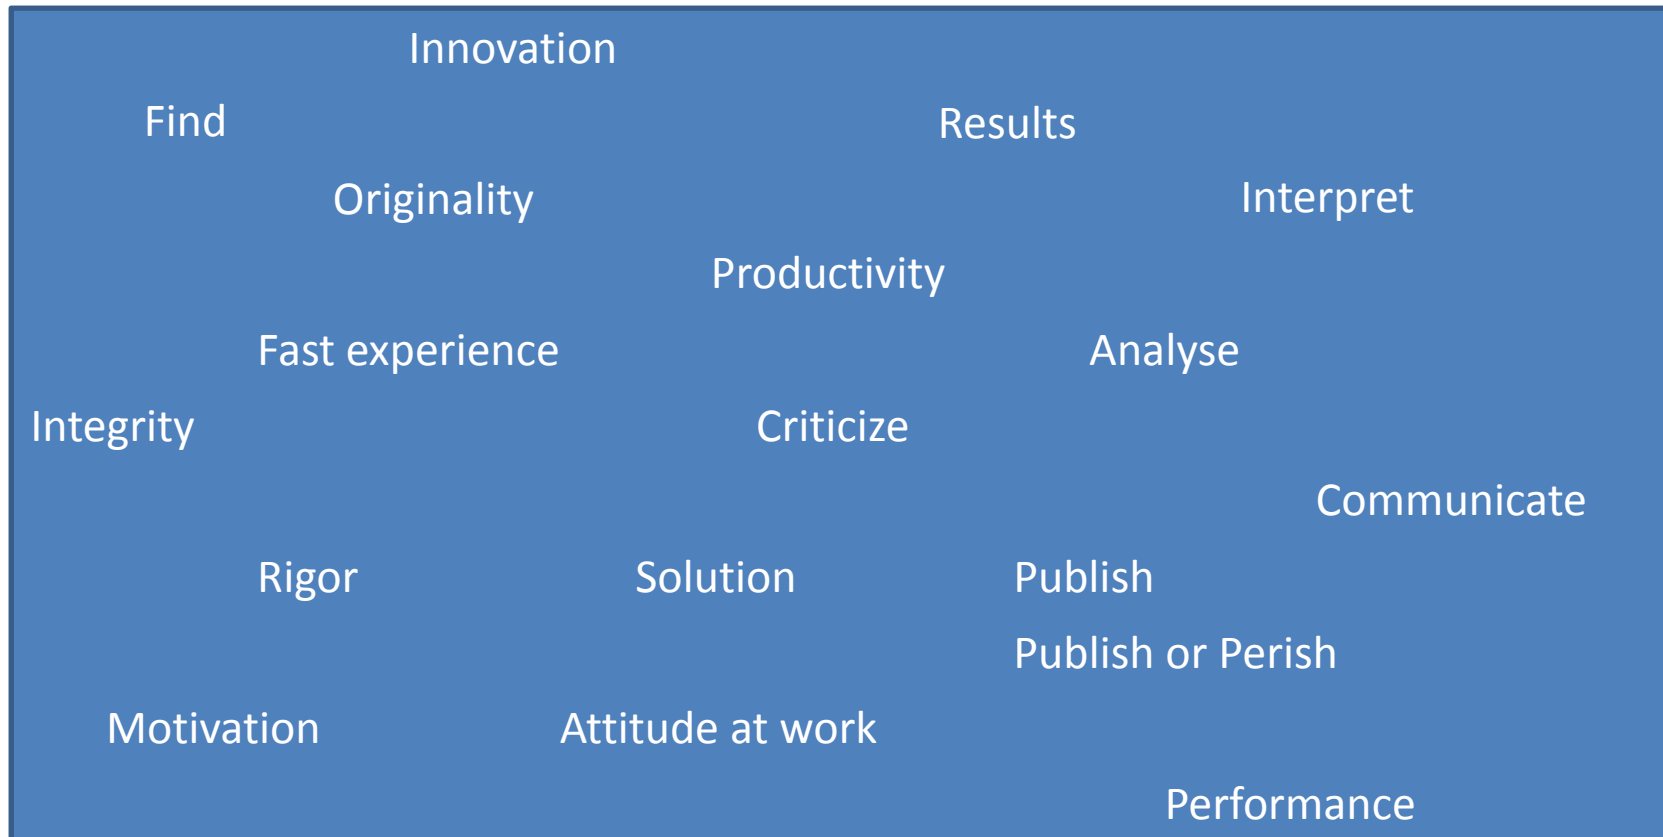 Innovation
Find Results
Originality Interpret
Productivity
Fast experience Analyse
Integrity Criticize
Communicate
Rigor Solution Publish
Publish or Perish
Motivation Attitude at work
Performance